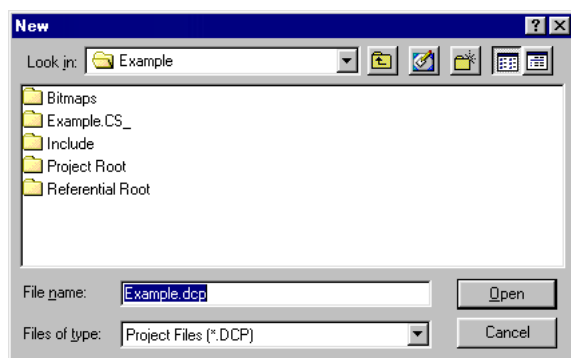 New
Look in: Example
Bitmaps
Example.CS_
Include
Project Root
Referential Root
File name: Example.dcp Open
Files of type: Project Files (*.DCP) Cancel